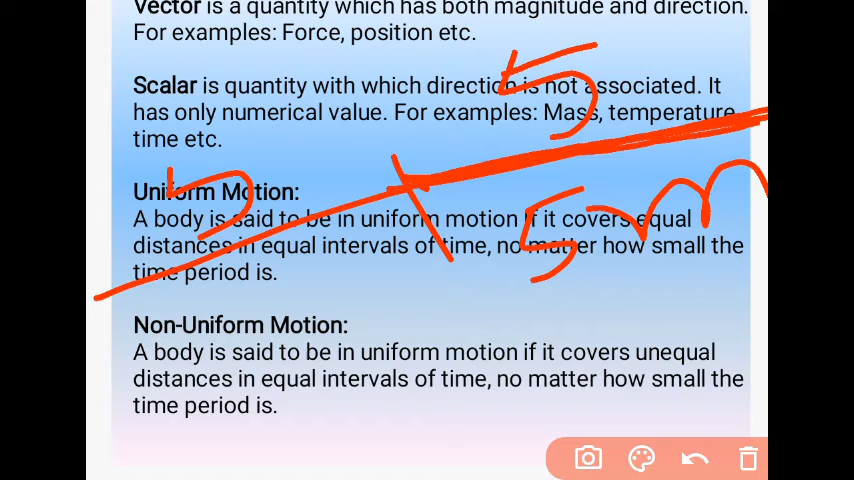 Vector is a quantity which has both magnitude and direction.
For examples: Force, position etc.
Scalar is quantity with which direction is not associated. It
has only numerical value. For examples: Mass, temperature
time etc.
5
Uniform Motion:
A body is said to be in uniform motion if it covers equal
distances in equal intervals of time, no matter how small the
time period is.
5
5m
Non-Uniform Motion:
A body is said to be in uniform motion if it covers unequal
distances in equal intervals of time, no matter how small the
time period is.